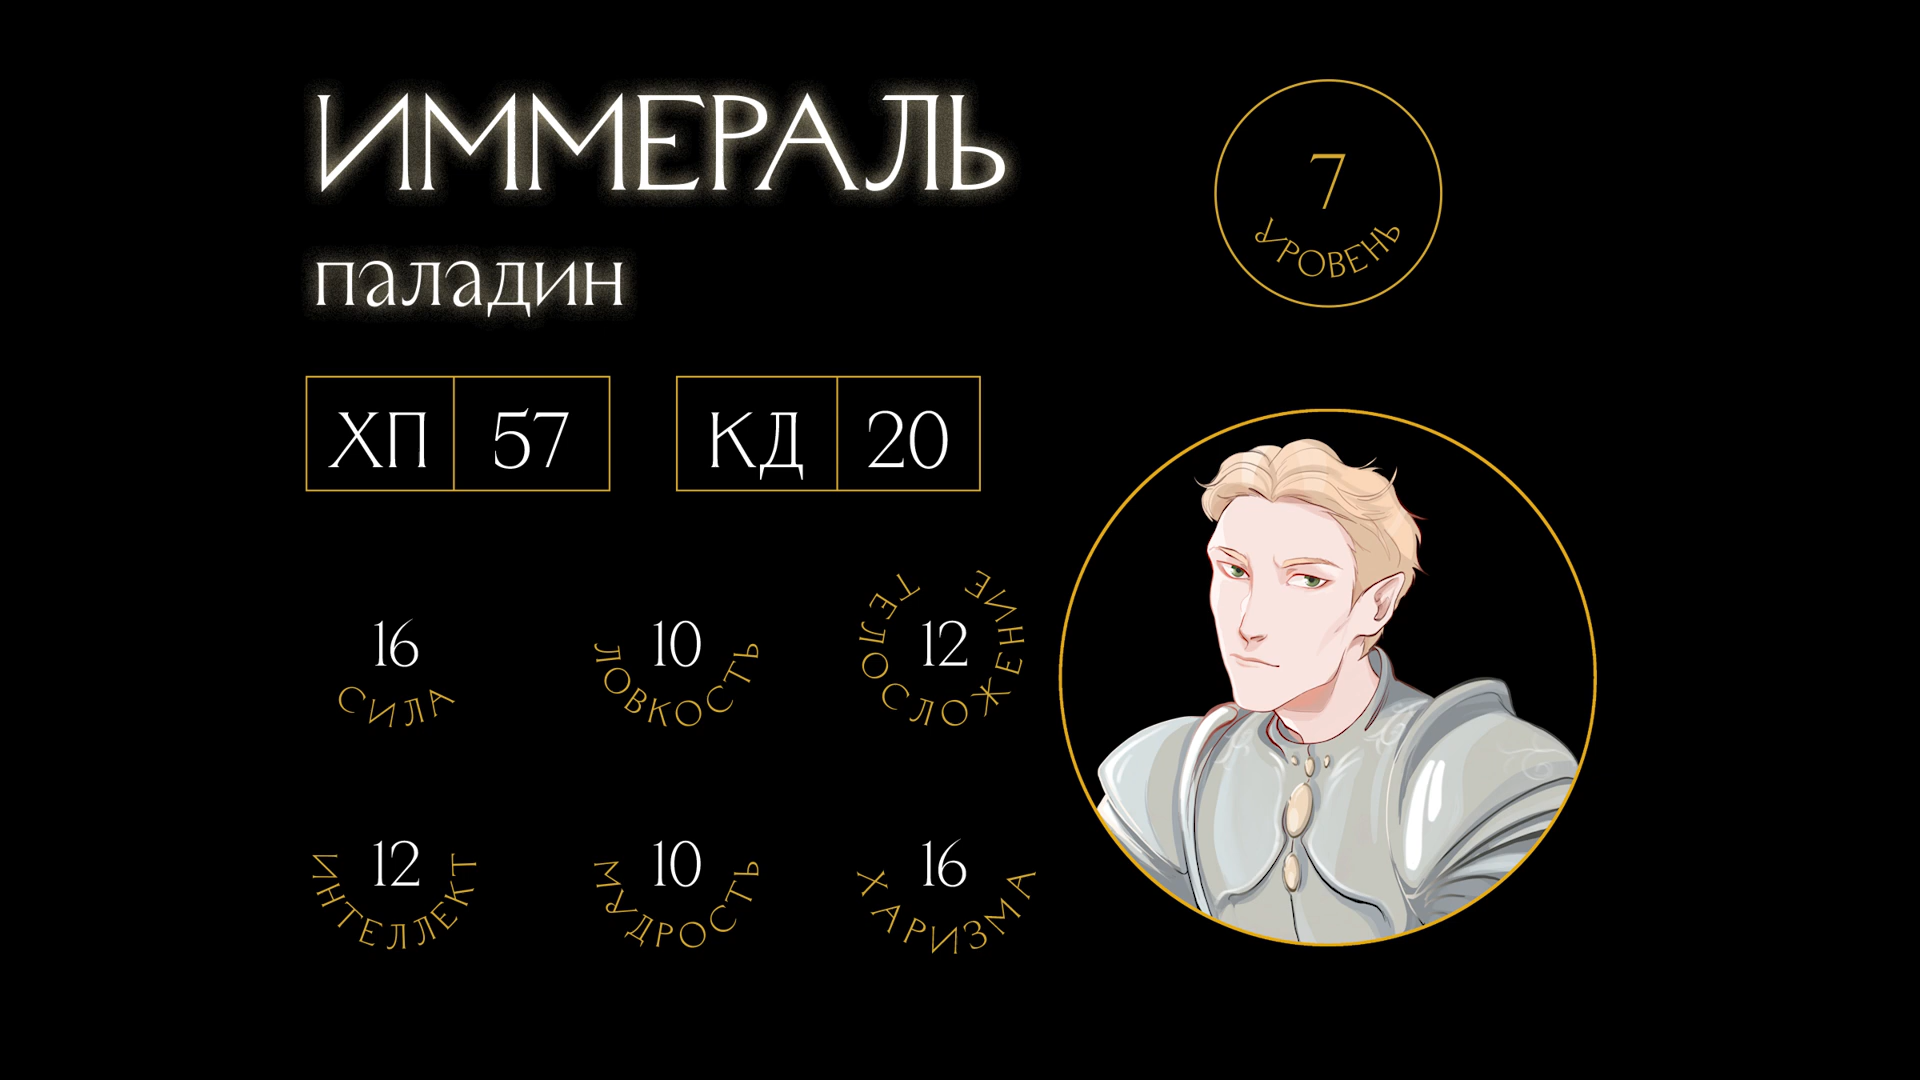 ИММЕРАЛЬ
паладин
7
УРОВЕНЬ
ХП 57
КД 20
16
СИЛА
10
ЛОВКОСТЬ
12
ТЕЛОСЛОЖЕНИЕ
12
ИНТЕЛЛЕКТ
10
МУДРОСТЬ
16
ХАРИЗМА